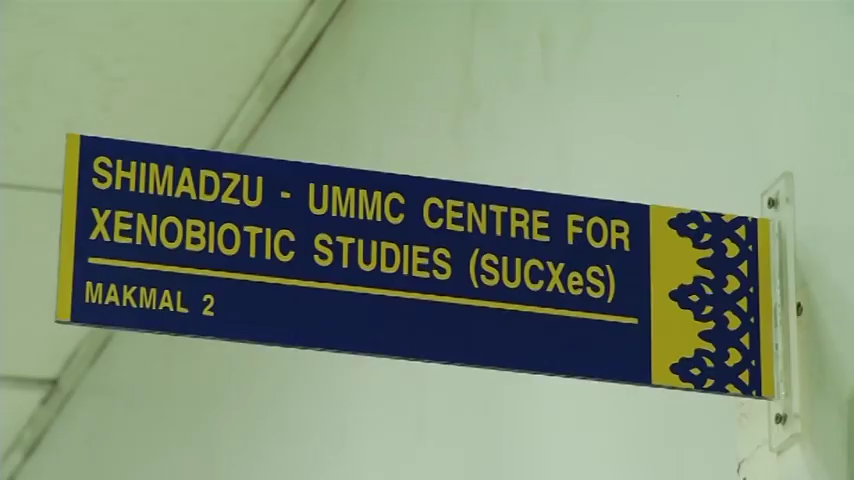 SHIMADZU - UMMC CENTRE FOR
XENOBIOTIC STUDIES (SUCXeS)
MAKMAL 2